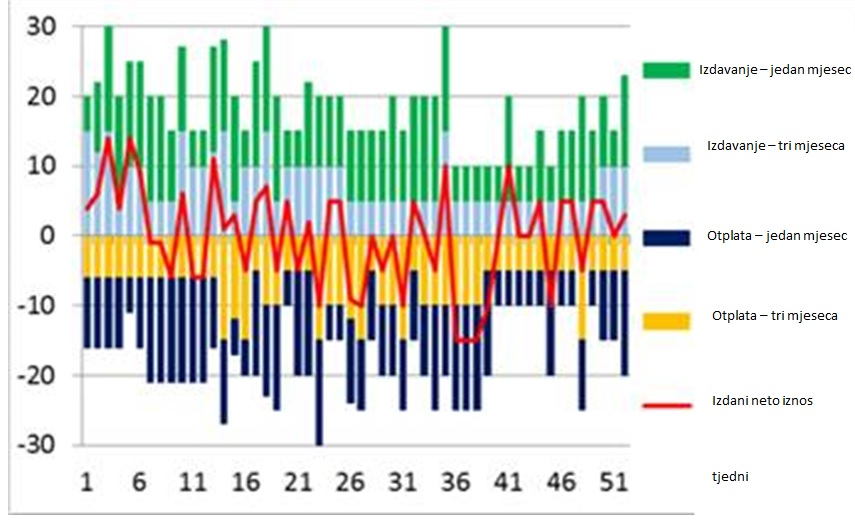 30
20
10
0
-10
-20
-30
1 6 11 16 21 26 31 36 41 46 51
Izdavanje – jedan mjesec
Izdavanje – tri mjeseca
Otplata – jedan mjesec
Otplata – tri mjeseca
Izdani neto iznos
tjedni